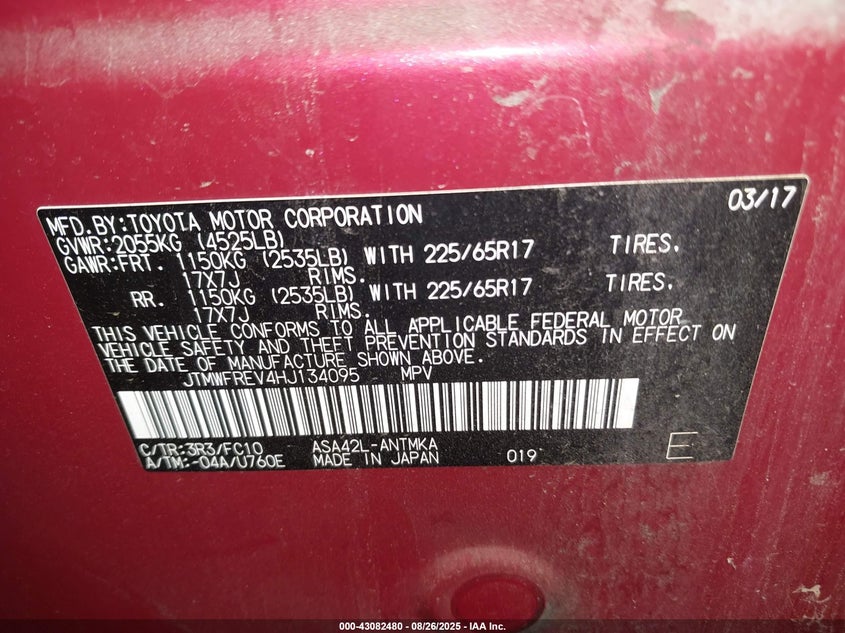 03/17
MFD.BY:TOYOTA MOTOR CORPORATION
GVWR:2055KG (4525LB)
GAWR:FRT. 1150KG (2535LB) WITH 225/65R17 TIRES.
17X7J RIMS.
RR. 1150KG (2535LB) WITH 225/65R17 TIRES.
17X7J RIMS.
THIS VEHICLE CONFORMS TO ALL APPLICABLE FEDERAL MOTOR
VEHICLE SAFETY AND THEFT PREVENTION STANDARDS IN EFFECT ON
THE DATE OF MANUFACTURE SHOWN ABOVE.
JTMWFREV4HJ134095 MPV
C/TR:3R3/FC10 ASA42L-ANTMKA
A/TM:-04A/U760E MADE IN JAPAN 019 E
000-43082480 - 08/26/2025 - IAA Inc.